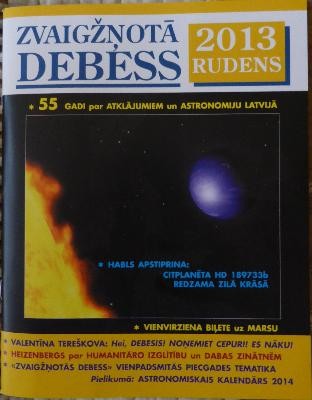 ZVAIGŽŅOTĀ
DEBESS
2013
RUDENS
* 55 GADI par ATKLĀJUMIEM un ASTRONOMIJU LATVIJĀ
* HABLS APSTIPRINA:
CITPLANĒTA HD 189733b
REDZAMA ZILĀ KRĀSĀ
* VIENVIRZIENA BIĻETE uz MARSU
* VALENTĪNA TEREŠKOVA: Hei, DEBESIS! NOŅEMIET CEPURI! ES NĀKU!
* HEIZENBERGS par HUMANITĀRO IZGLĪTĪBU un DABAS ZINĀTNĒM
* «ZVAIGŽŅOTĀS DEBESS» VIENPADSMITĀS PIECGADES TEMATIKA
Pielikumā: ASTRONOMISKAIS KALENDĀRS 2014